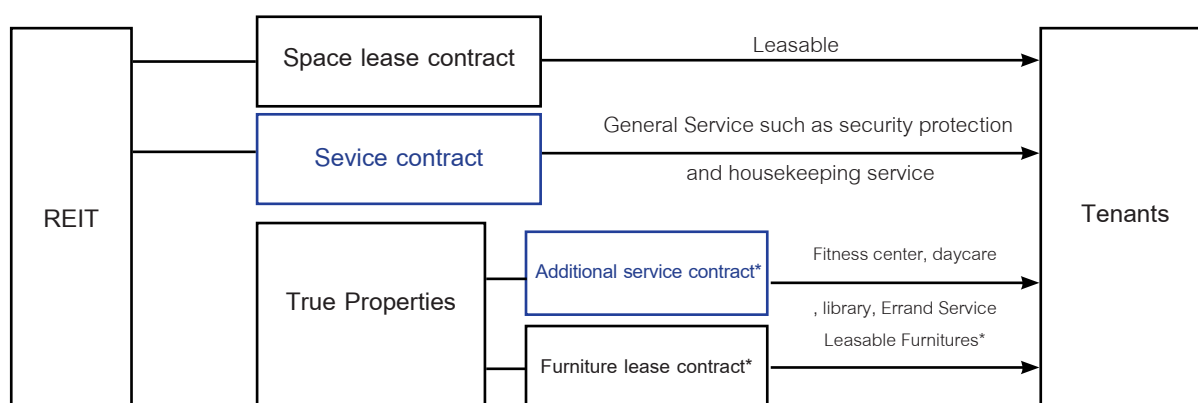 Space lease contract
Leasable
Sevice contract
General Service such as security protection
and housekeeping service
REIT
Tenants
True Properties
Additional service contract*
Fitness center, daycare
, library, Errand Service
Furniture lease contract*
Leasable Furnitures*